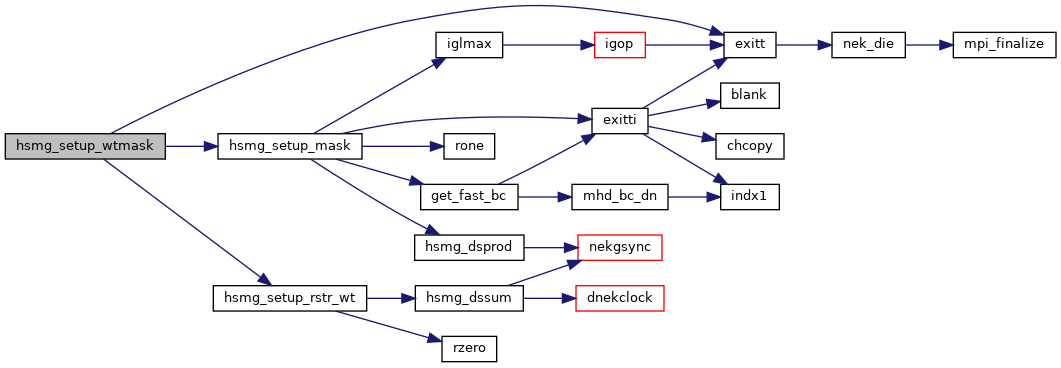 hsmg_setup_wtmask
hsmg_setup_mask
hsmg_setup_rstr_wt
iglmax
rone
get_fast_bc
hsmg_dsprod
hsmg_dssum
rzero
igop
exitti
mhd_bc_dn
nekgsync
dnekclock
exitt
blank
chcopy
indx1
nek_die
mpi_finalize